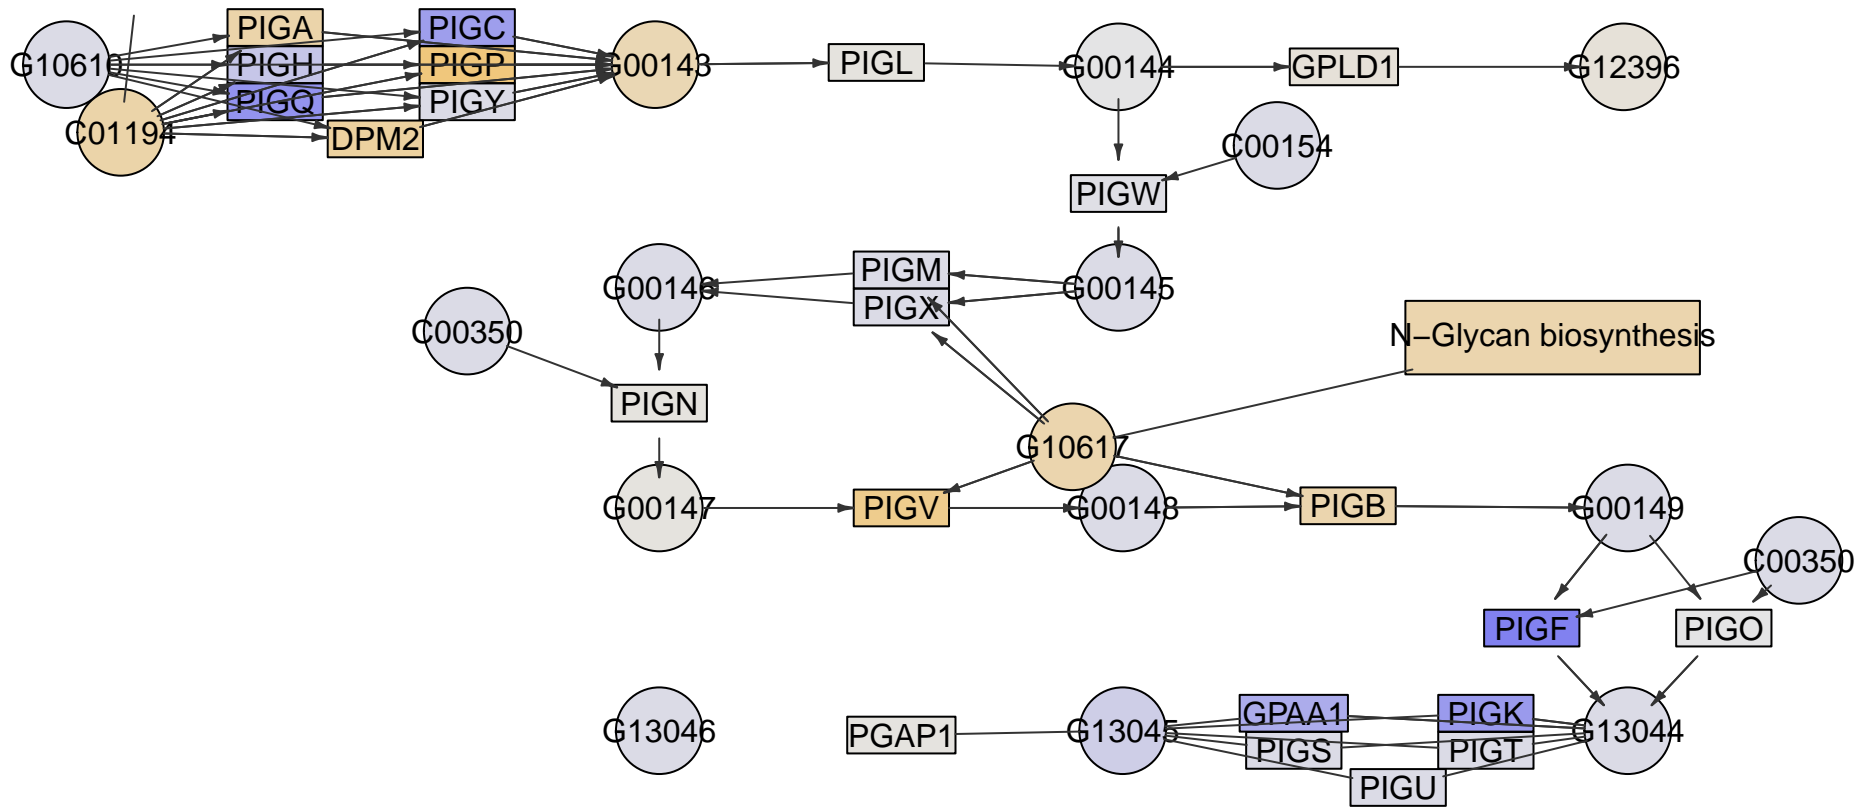 PIGA
PIGC
G10610
PIGH
PIGP
G00143
PIGL
G00144
GPLD1
G12396
PIGQ
PIGY
C01194
DPM2
C00154
PIGW
PIGM
G00146
G00145
PIGX
C00350
N−Glycan biosynthesis
PIGN
G10617
G00147
PIGV
G00148
PIGB
G00149
C00350
PIGF
PIGO
GPAA1
PIGK
G13046
PGAP1
G13045
G13044
PIGS
PIGT
PIGU